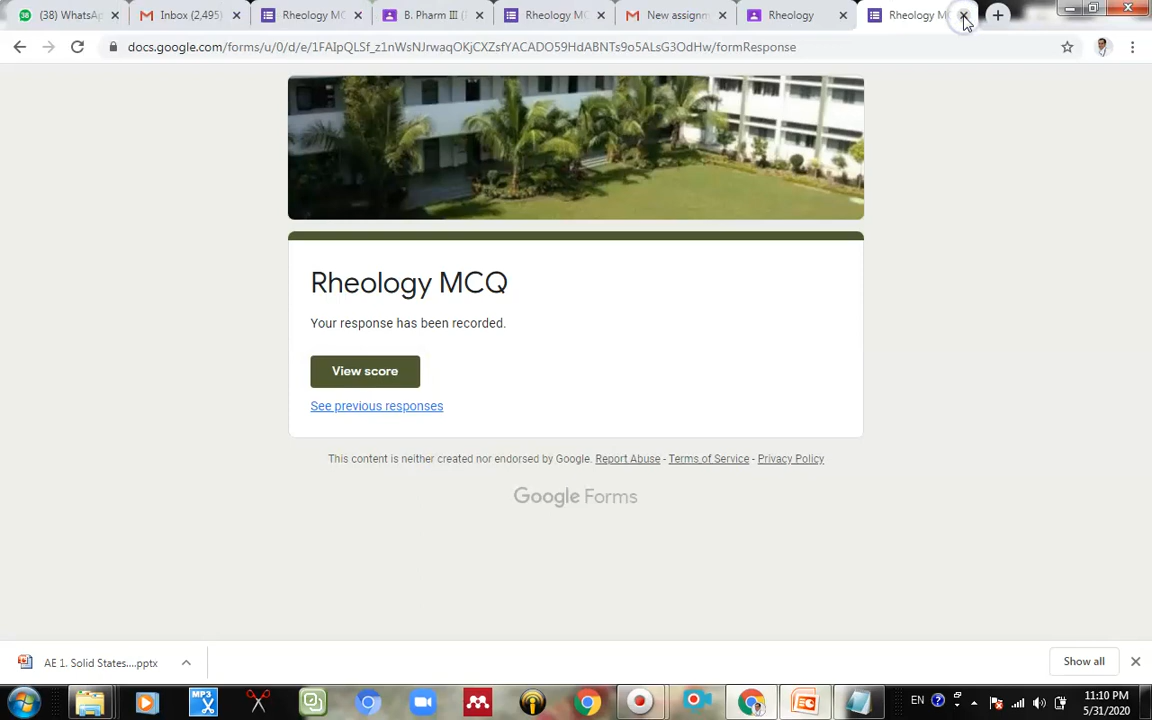 38 (38) WhatsAp
Inbox (2,495)
Rheology MC
B. Pharm III (
Rheology MC
New assignm
Rheology
Rheology M
docs.google.com/forms/u/0/d/e/1FAIpQLSf_z1nWsNJrwaqOKjCXZsfYACADO59HdABNTs9o5ALsG3OdHw/formResponse
Rheology MCQ
Your response has been recorded.
View score
See previous responses
This content is neither created nor endorsed by Google. Report Abuse - Terms of Service - Privacy Policy
Google Forms
AE 1. Solid States....pptx
Show all
MP3
EN
11:10 PM
5/31/2020